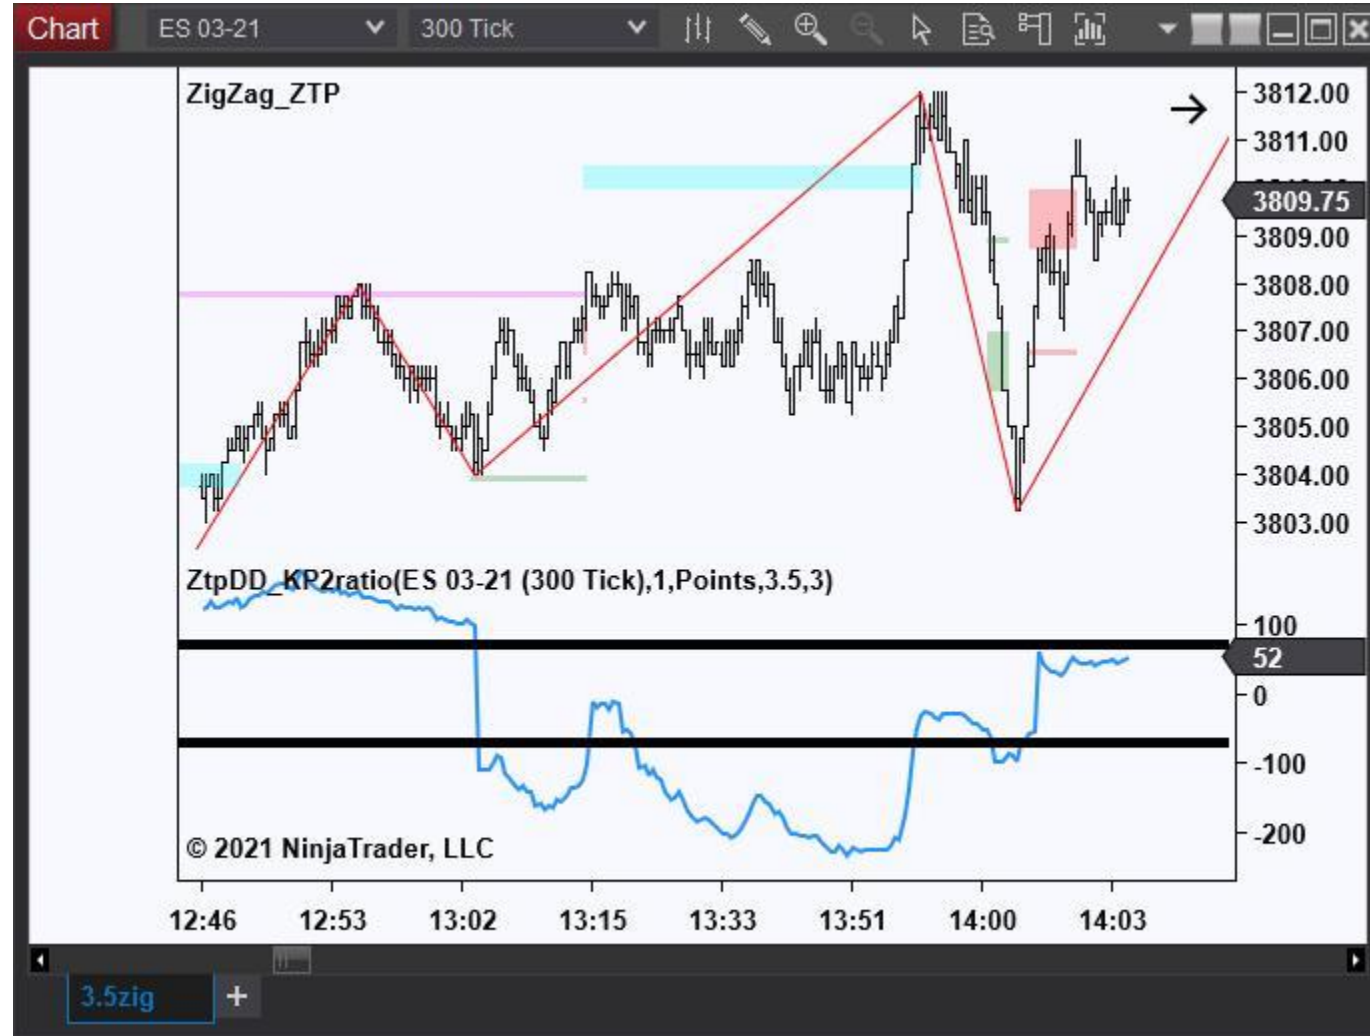 Chart ES 03-21 300 Tick
ZigZag_ZTP
3812.00
3811.00
3809.75
3809.00
3808.00
3807.00
3806.00
3805.00
3804.00
3803.00
ZtpDD_KP2ratio(ES 03-21 (300 Tick),1,Points,3.5,3)
100
52
0
-100
-200
© 2021 NinjaTrader, LLC
12:46 12:53 13:02 13:15 13:33 13:51 14:00 14:03
3.5zig +